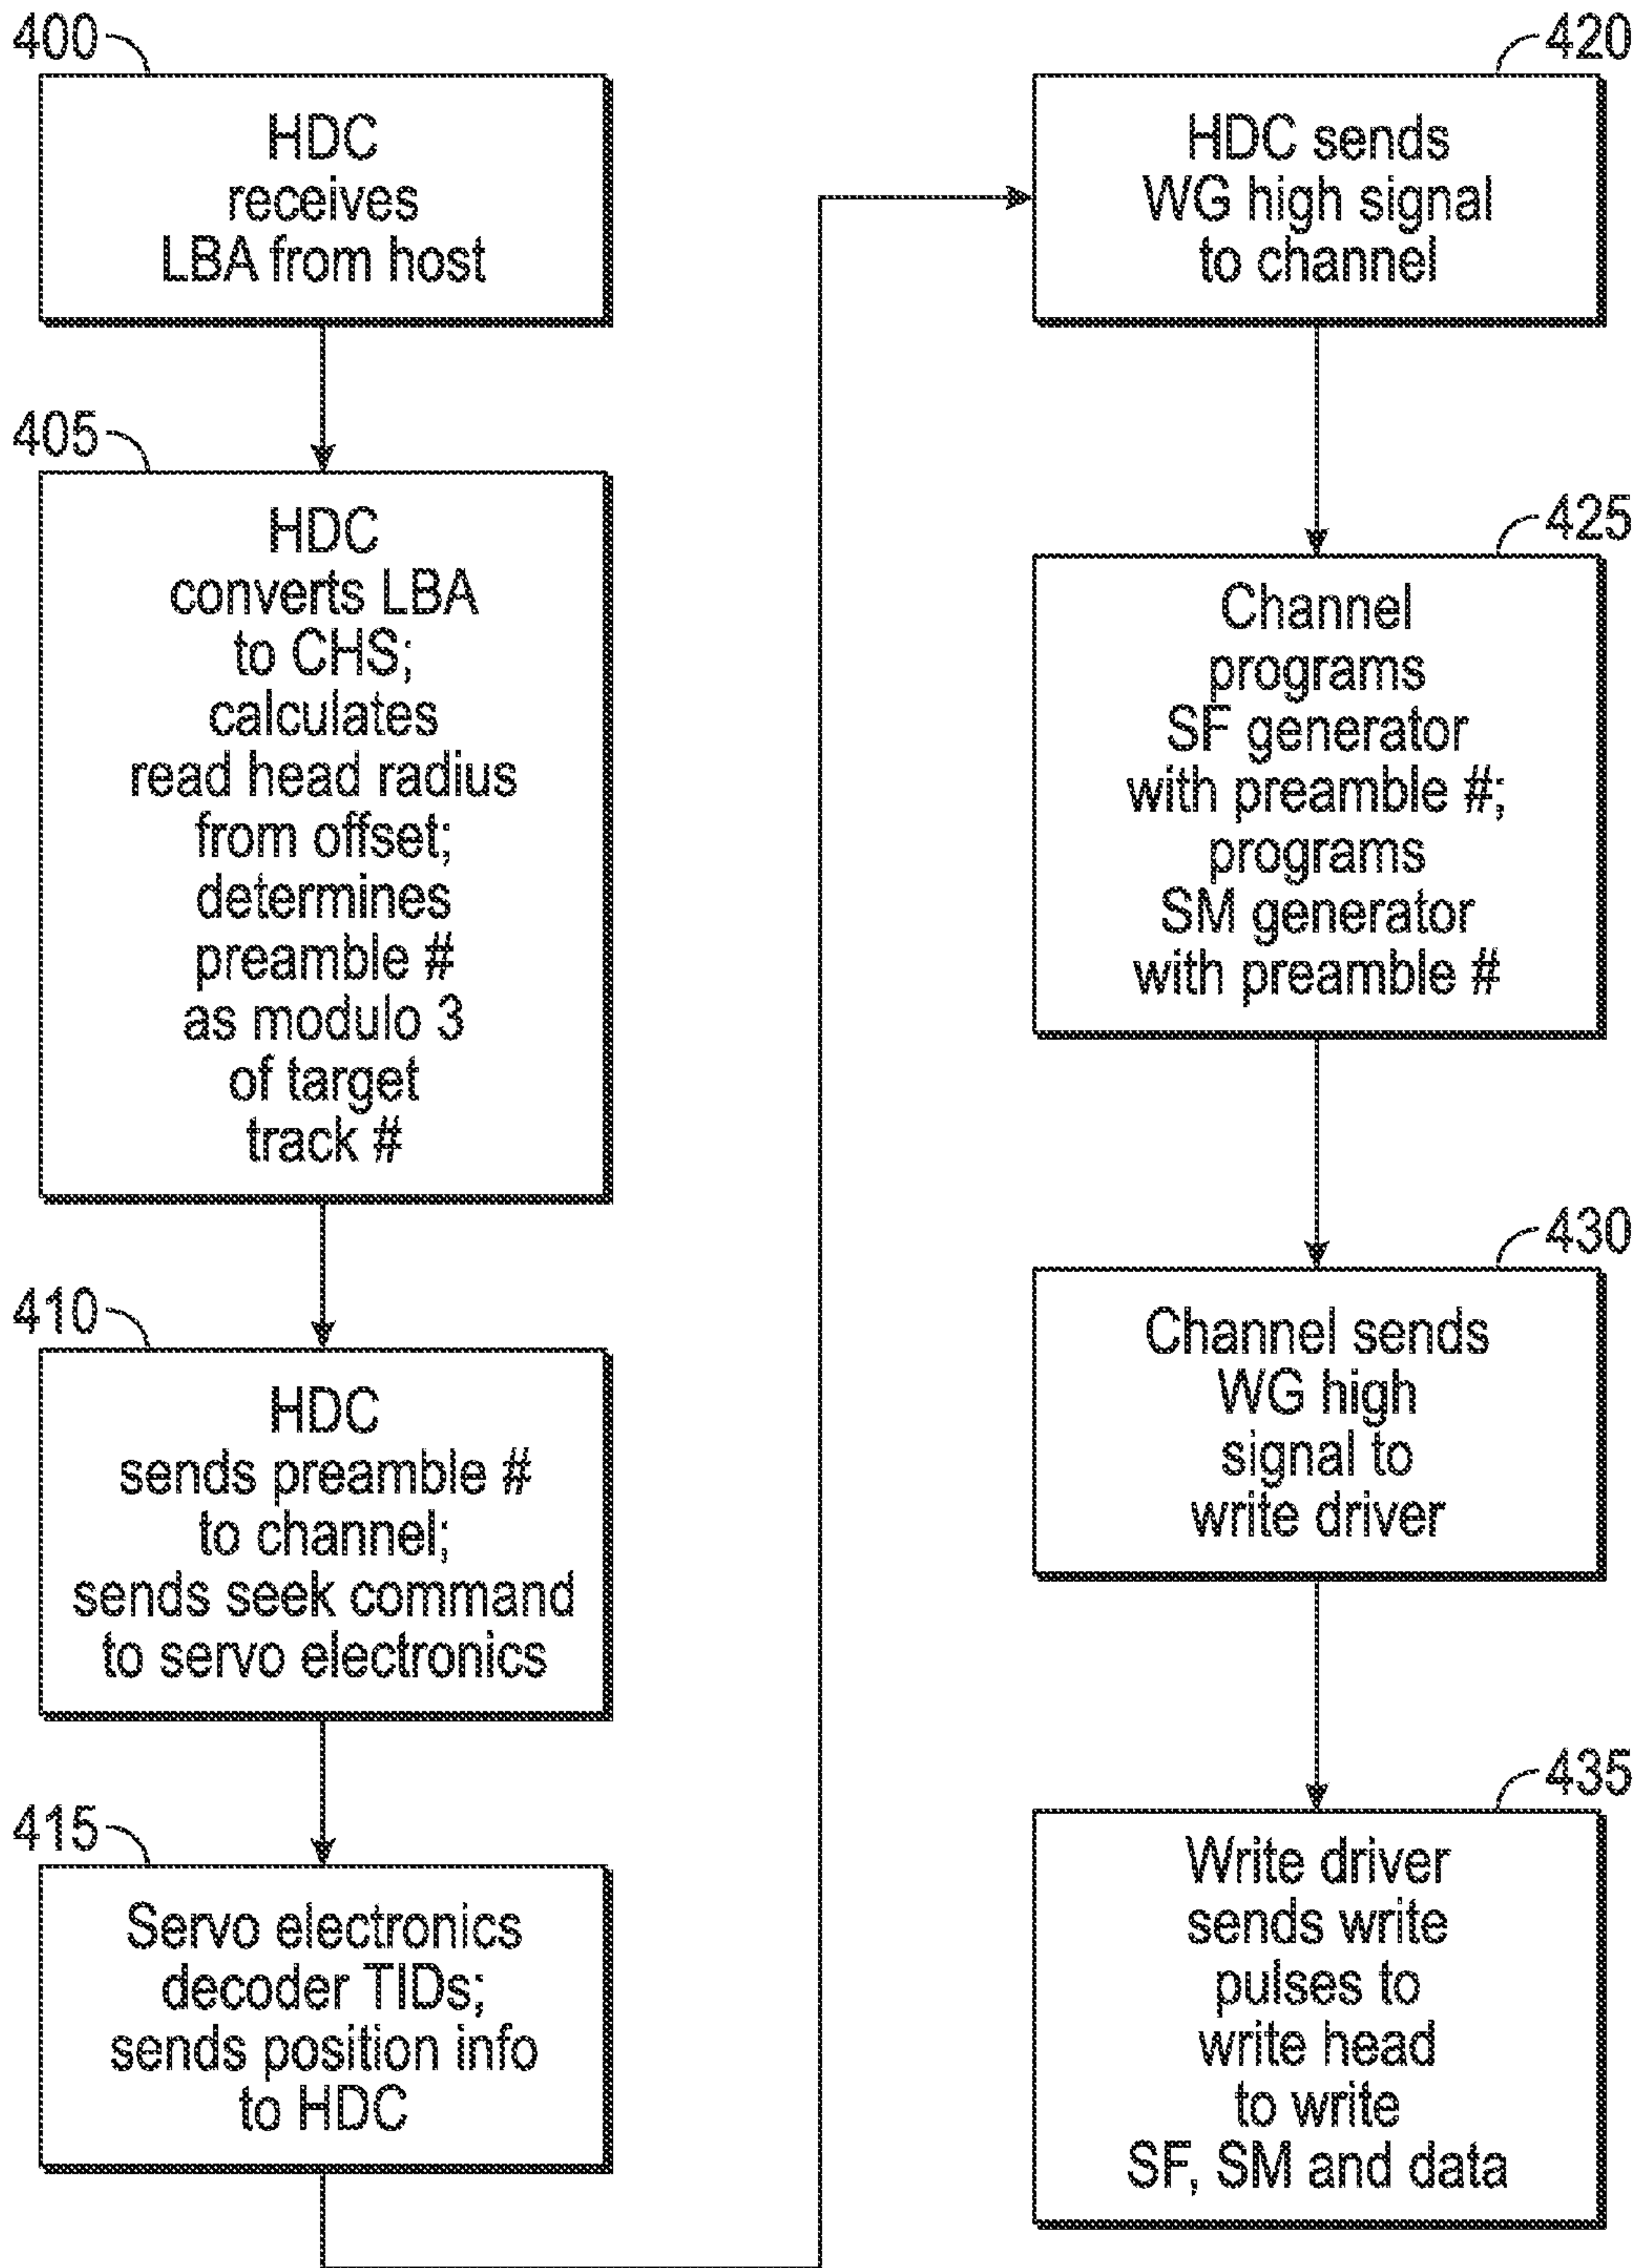 400
HDC
receives
LBA from host
405
HDC
converts LBA
to CHS;
calculates
read head radius
from offset;
determines
preamble #
as modulo 3
of target
track #
410
HDC
sends preamble #
to channel;
sends seek command
to servo electronics
415
Servo electronics
decoder TIDs;
sends position info
to HDC
420
HDC sends
WG high signal
to channel
425
Channel
programs
SF generator
with preamble #;
programs
SM generator
with preamble #
430
Channel sends
WG high
signal to
write driver
435
Write driver
sends write
pulses to
write head
to write
SF, SM and data